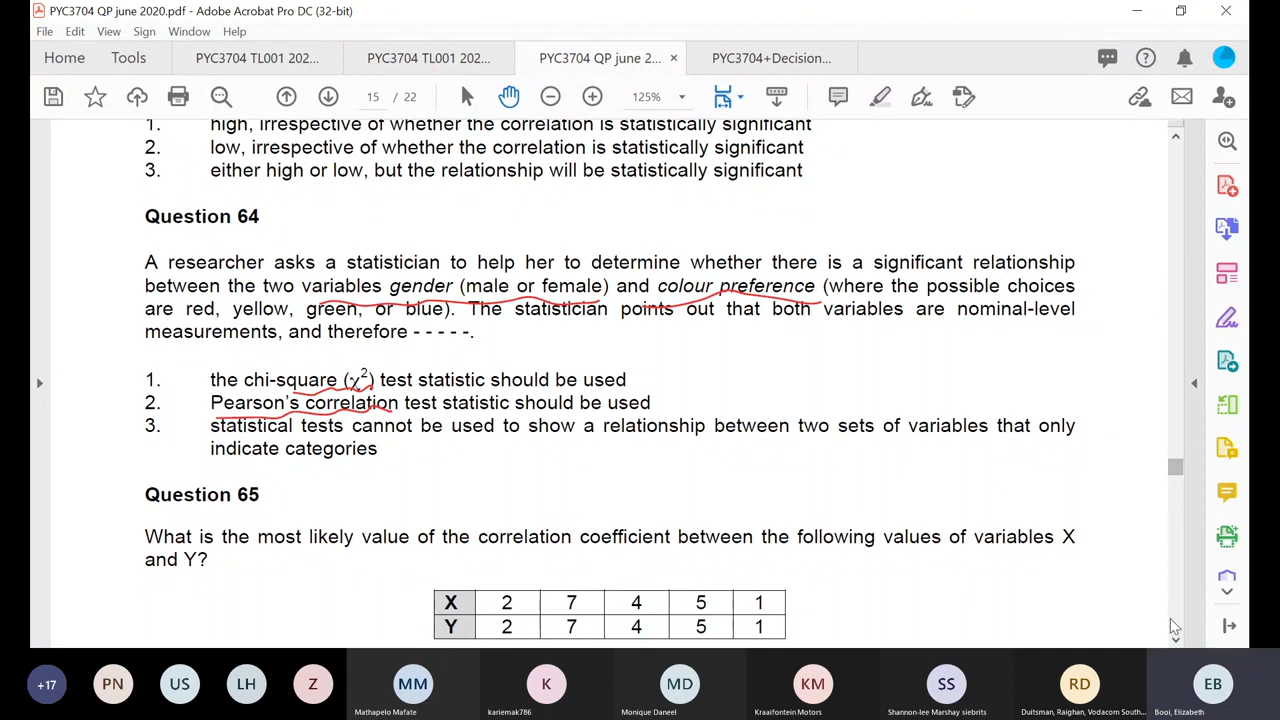 PYC3704 QP june 2020.pdf - Adobe Acrobat Pro DC (32-bit)
File Edit View Sign Window Help
Home Tools PYC3704 TL001 202... PYC3704 TL001 202... PYC3704 QP june 2... × PYC3704+Decision...
15 / 22 125%
1. high, irrespective of whether the correlation is statistically significant
2. low, irrespective of whether the correlation is statistically significant
3. either high or low, but the relationship will be statistically significant
Question 64
A researcher asks a statistician to help her to determine whether there is a significant relationship
between the two variables gender (male or female) and colour preference (where the possible choices
are red, yellow, green, or blue). The statistician points out that both variables are nominal-level
measurements, and therefore - - - - -.
1. the chi-square (χ²) test statistic should be used
2. Pearson's correlation test statistic should be used
3. statistical tests cannot be used to show a relationship between two sets of variables that only
indicate categories
Question 65
What is the most likely value of the correlation coefficient between the following values of variables X
and Y?
X 2 7 4 5 1
Y 2 7 4 5 1
+17 PN US LH Z MM K MD KM SS RD EB
Mathapelo Mafate kariemak786 Monique Daneel Kraaifontein Motors Shannon-lee Marshay siebrits Duitsman, Raighan, Vodacom South... Booi, Elizabeth